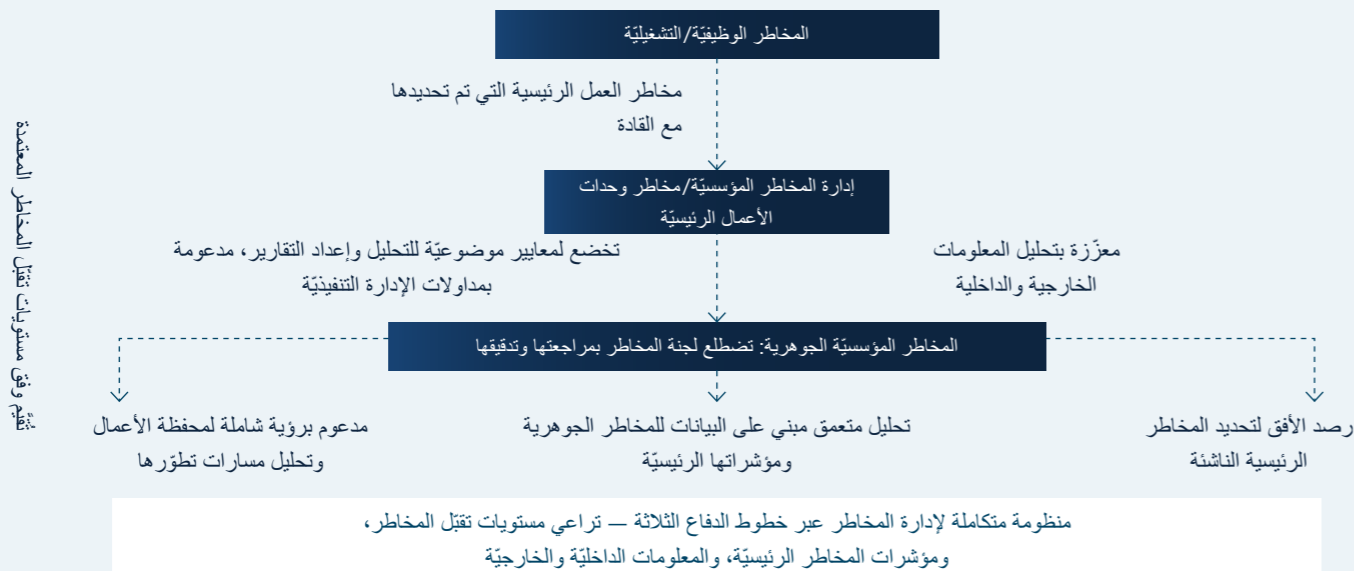 المخاطر الوظيفيّة/التشغيليّة
مخاطر العمل الرئيسية التي تم تحديدها
مع القادة
إدارة المخاطر المؤسسيّة/مخاطر وحدات
الأعمال الرئيسيّة
معزّزة بتحليل المعلومات
الخارجية والداخلية
تخضع لمعايير موضوعيّة للتحليل وإعداد التقارير، مدعومة
بمداولات الإدارة التنفيذيّة
المخاطر المؤسسيّة الجوهرية: تضطلع لجنة المخاطر بمراجعتها وتدقيقها
رصد الأفق لتحديد المخاطر
الرئيسية الناشئة
تحليل متعمق مبني على البيانات للمخاطر الجوهرية
ومؤشراتها الرئيسيّة
مدعوم برؤية شاملة لمحفظة الأعمال
وتحليل مسارات تطوّرها
تُقيَّم وفق مستويات تقبّل المخاطر المعتمدة
منظومة متكاملة لإدارة المخاطر عبر خطوط الدفاع الثلاثة — تراعي مستويات تقبّل المخاطر،
ومؤشرات المخاطر الرئيسيّة، والمعلومات الداخليّة والخارجيّة